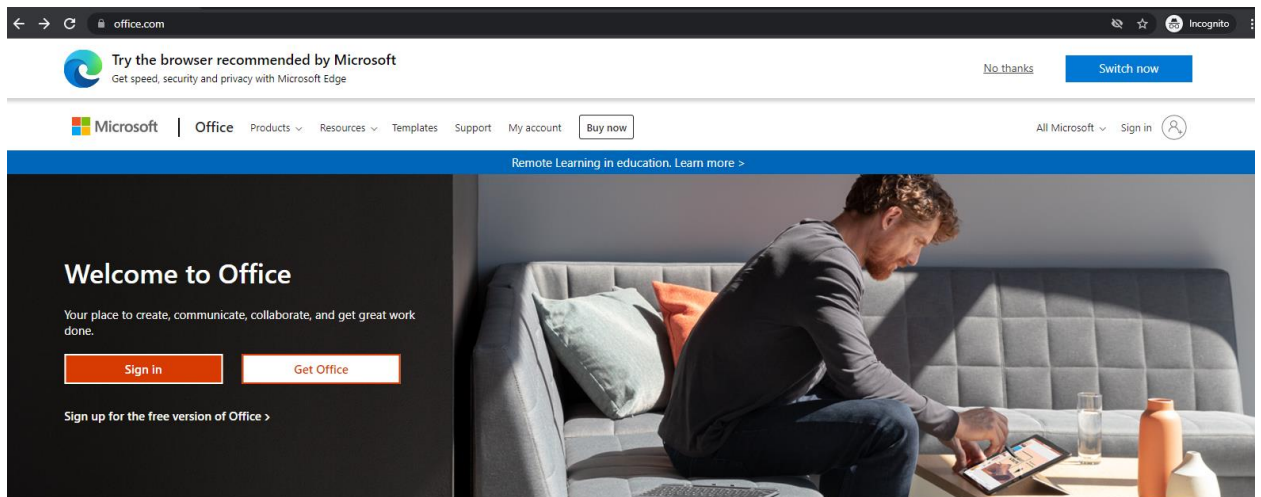 office.com
Incognito
Try the browser recommended by Microsoft
Get speed, security and privacy with Microsoft Edge
No thanks
Switch now
Microsoft
Office
Products
Resources
Templates
Support
My account
Buy now
All Microsoft
Sign in
Remote Learning in education. Learn more >
Welcome to Office
Your place to create, communicate, collaborate, and get great work
done.
Sign in
Get Office
Sign up for the free version of Office >